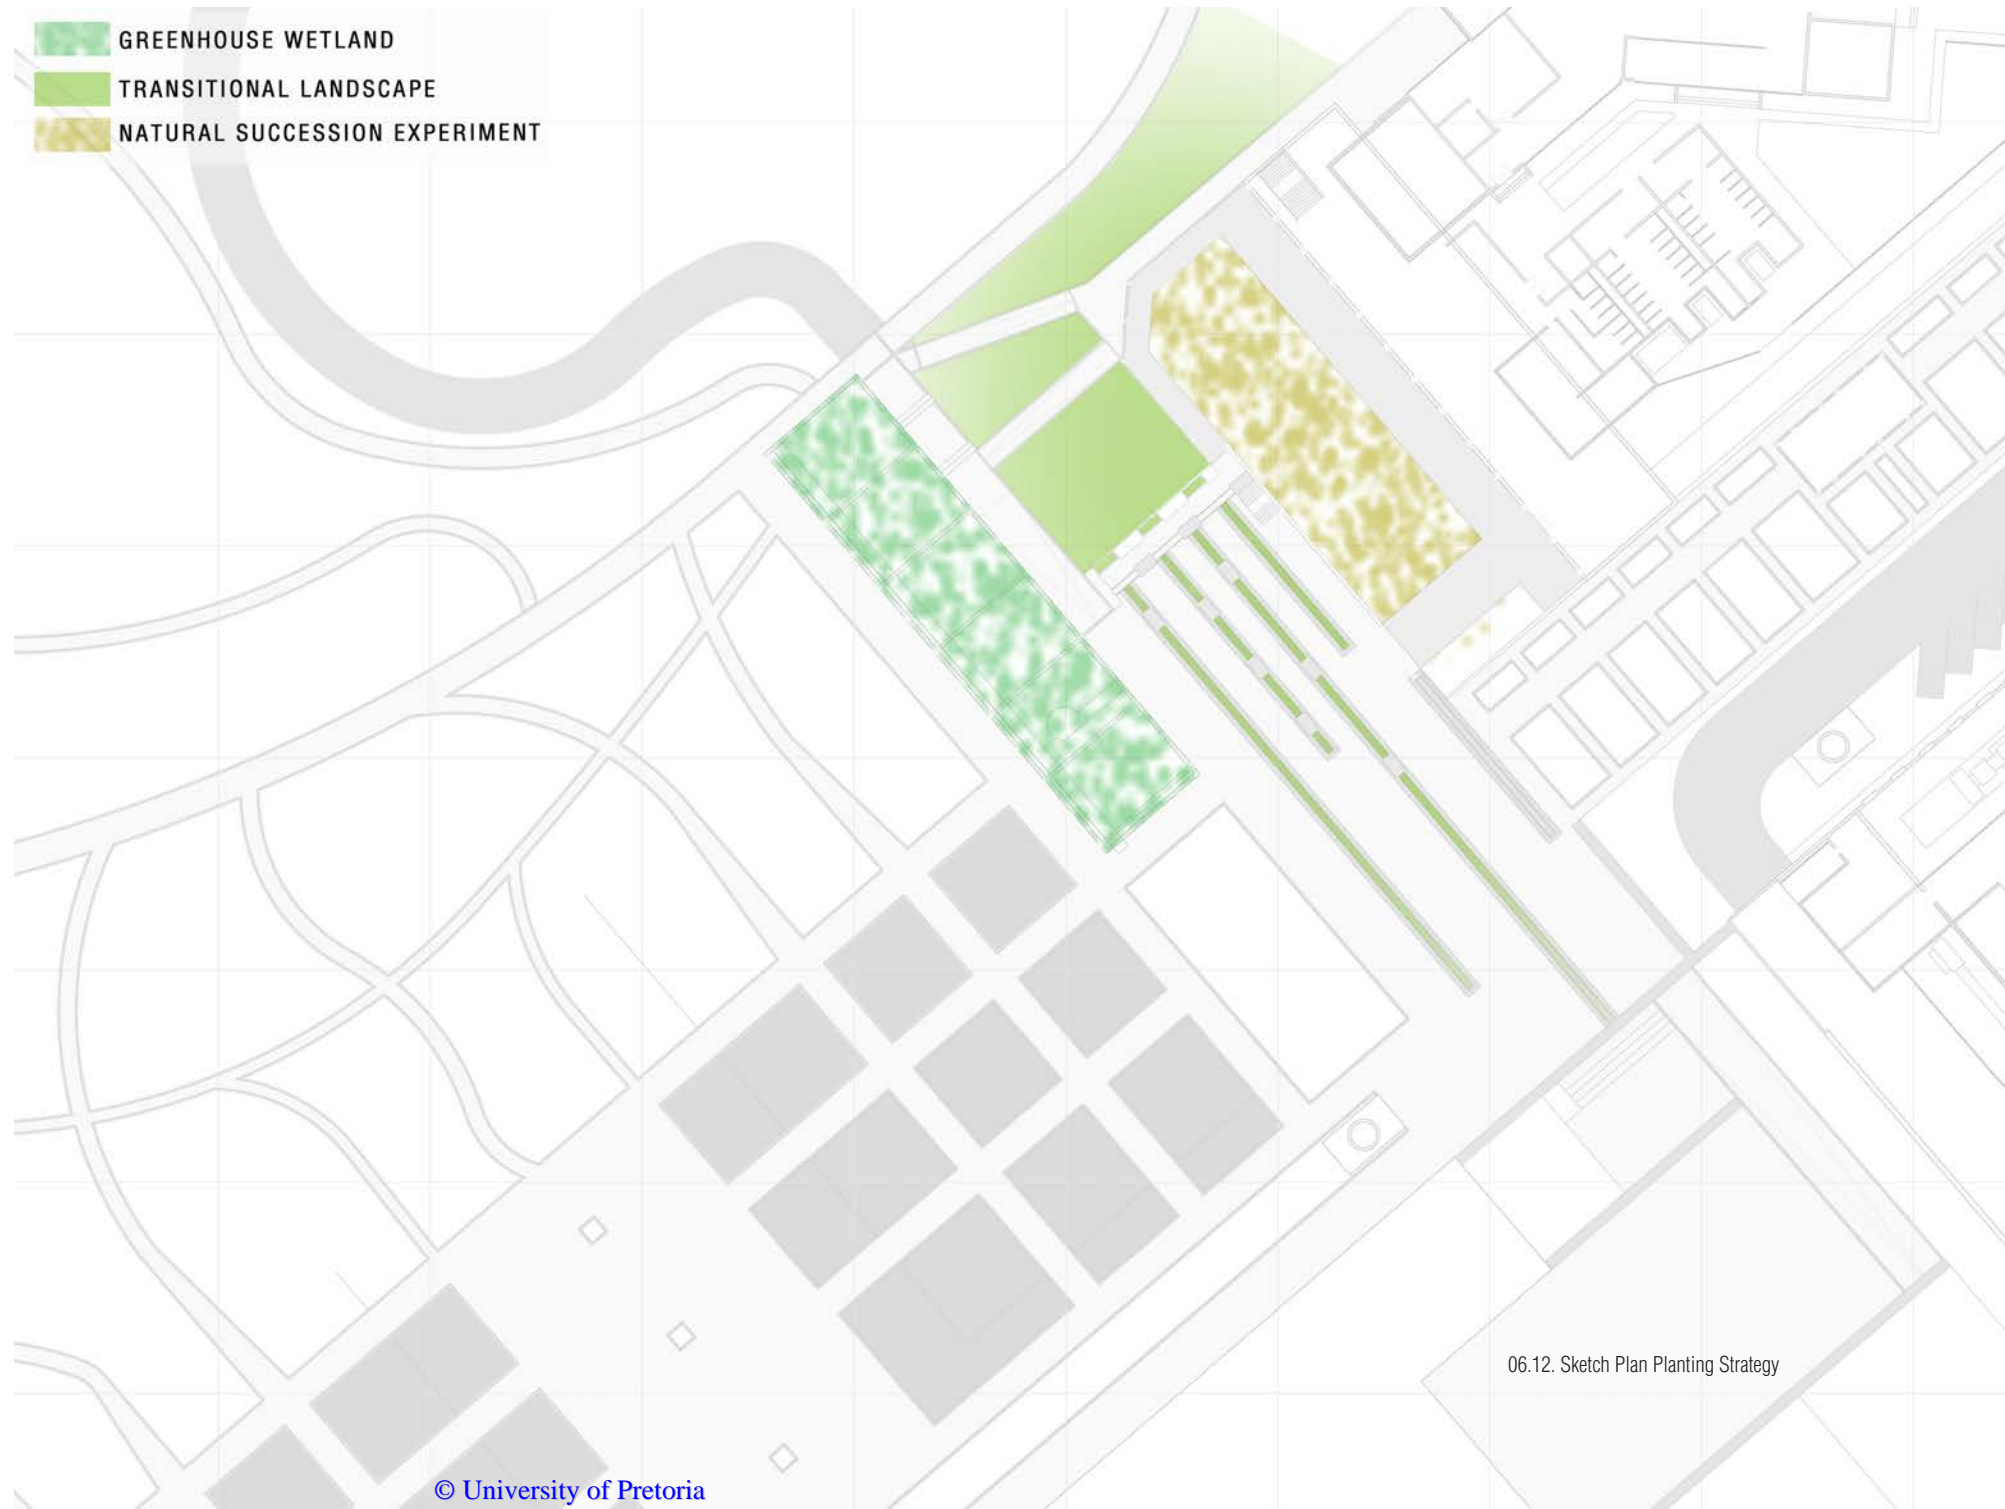 GREENHOUSE WETLAND
TRANSITIONAL LANDSCAPE
NATURAL SUCCESSION EXPERIMENT
06.12. Sketch Plan Planting Strategy
© University of Pretoria